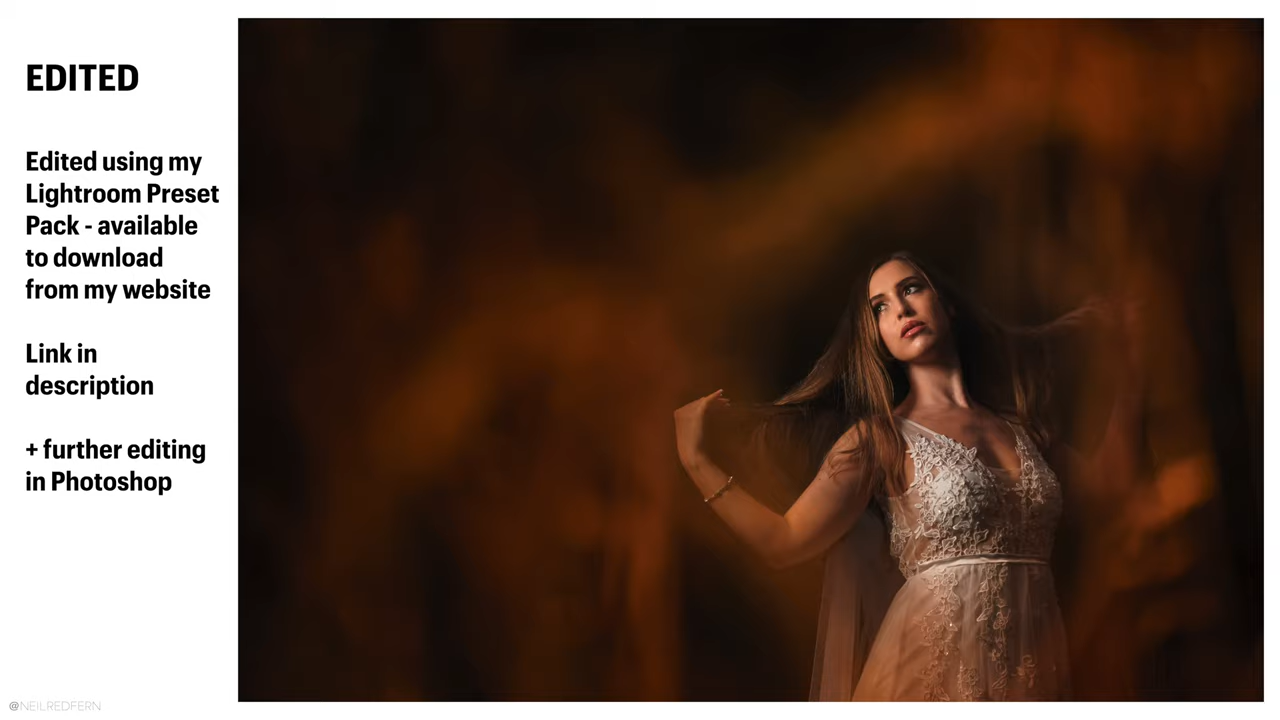 EDITED
Edited using my
Lightroom Preset
Pack - available
to download
from my website
Link in
description
+ further editing
in Photoshop
@NEILREDFERN